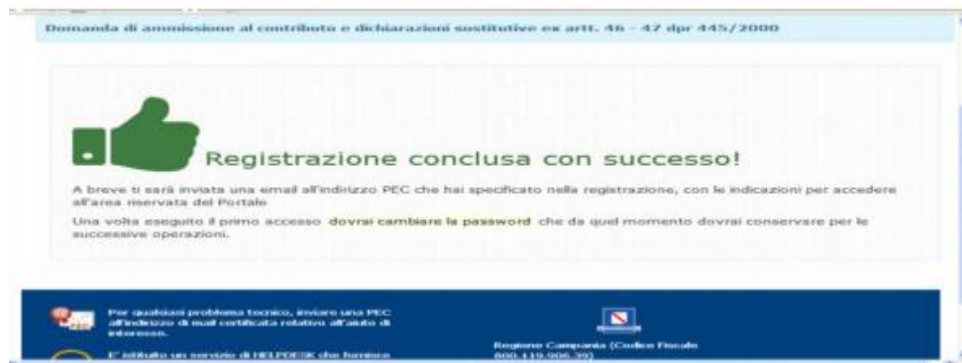 Domanda di ammissione al contributo e dichiarazioni sostitutive ex artt. 46 - 47 dpr 445/2000
Registrazione conclusa con successo!
A breve ti sarà inviata una email all'indirizzo PEC che hai specificato nella registrazione, con le indicazioni per accedere
all'area riservata del Portale
Una volta eseguito il primo accesso dovrai cambiare la password che da quel momento dovrai conservare per le
successive operazioni.
Per qualsiasi problema tecnico, inviare una PEC
all'indirizzo di mail certificata relativo all'aiuto di
interesse.
E' istituito un servizio di HELPDESK che fornisce
Regione Campania (Codice Fiscale
800.119.906.39)